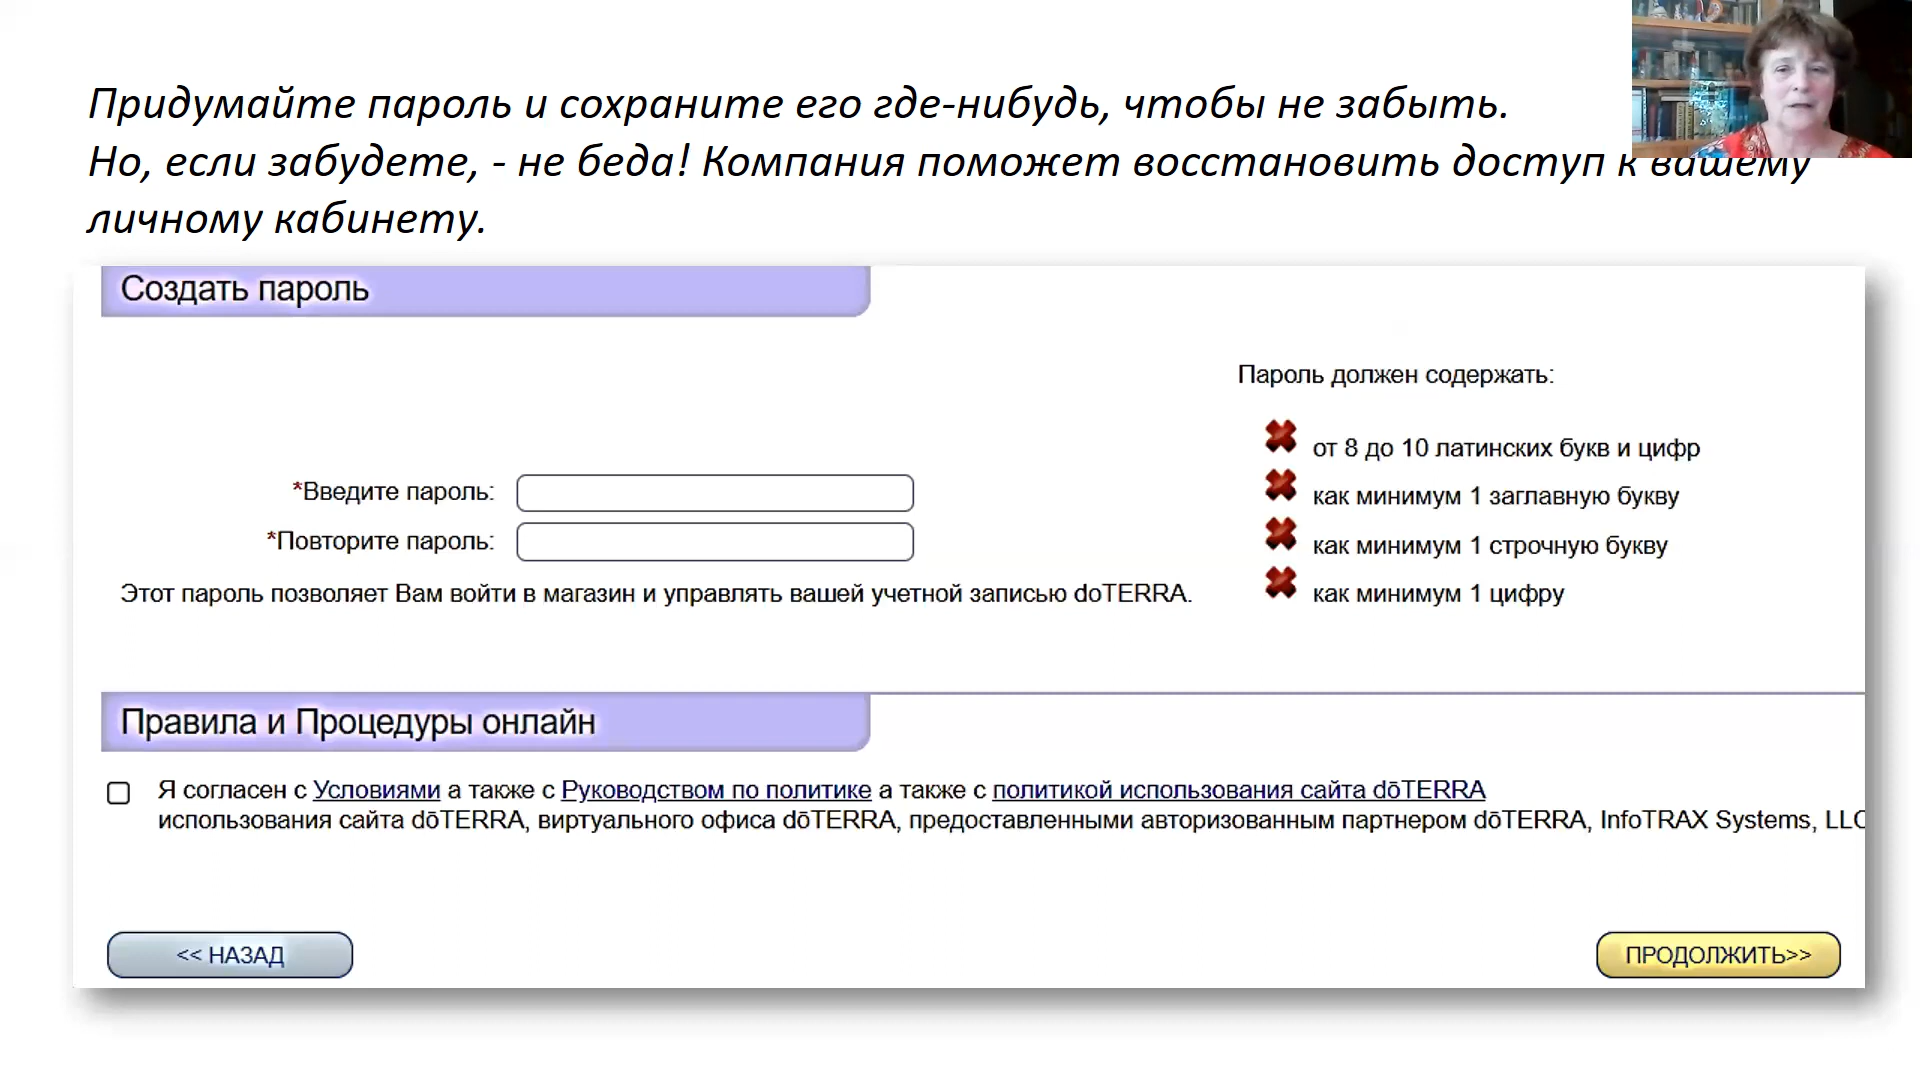 Придумайте пароль и сохраните его где-нибудь, чтобы не забыть.
Но, если забудете, - не беда! Компания поможет восстановить доступ к вашему
личному кабинету.
Создать пароль
Пароль должен содержать:
от 8 до 10 латинских букв и цифр
как минимум 1 заглавную букву
*Введите пароль:
как минимум 1 строчную букву
*Повторите пароль:
как минимум 1 цифру
Этот пароль позволяет Вам войти в магазин и управлять вашей учетной записью doTERRA.
Правила и Процедуры онлайн
Я согласен с Условиями а также с Руководством по политике а также с политикой использования сайта dōTERRA
использования сайта dōTERRA, виртуального офиса dōTERRA, предоставленными авторизованным партнером dōTERRA, InfoTRAX Systems, LLC
<< НАЗАД
ПРОДОЛЖИТЬ>>